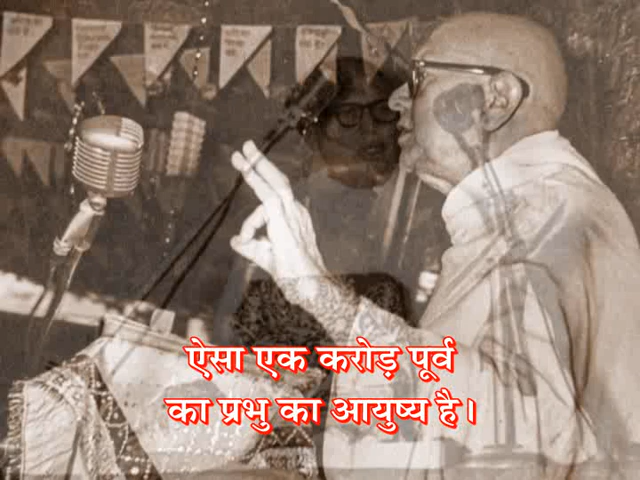 ऐसा एक करोड़ पूर्व
का प्रभु का आयुष्य है।